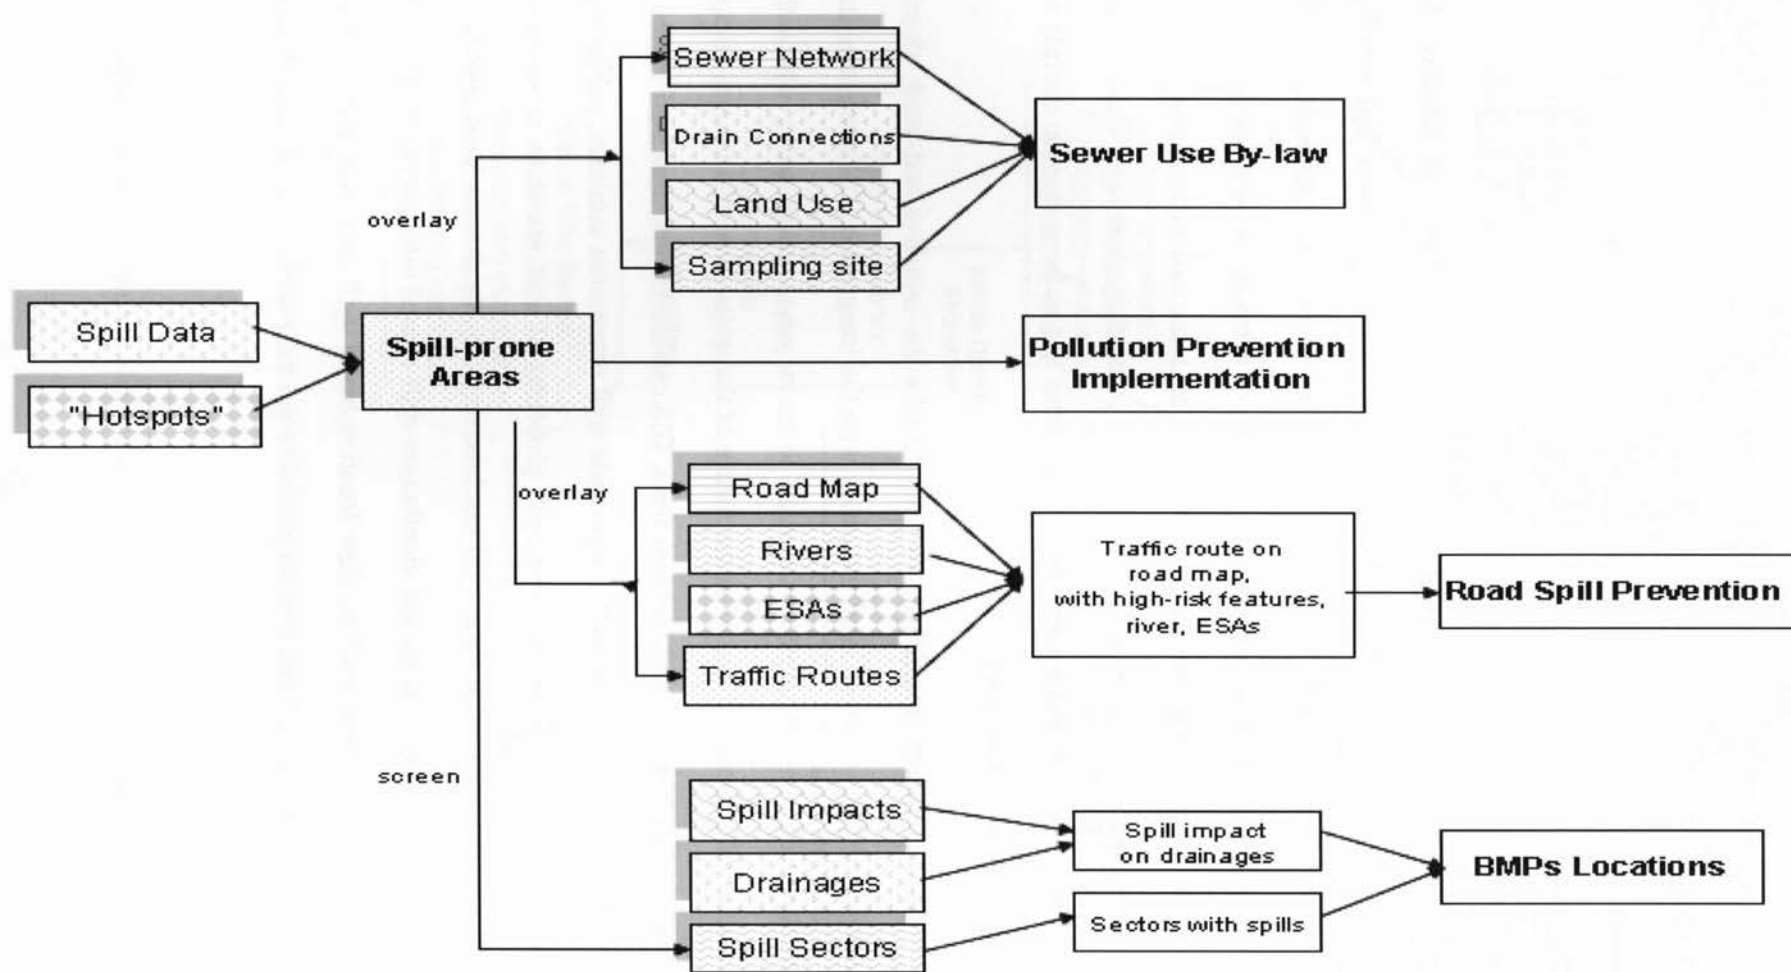 Sewer Network
Drain Connections
Land Use
Sampling site
Sewer Use By-law
overlay
Spill Data
"Hotspots"
Spill-prone
Areas
Pollution Prevention
Implementation
overlay
Road Map
Rivers
ESAs
Traffic Routes
Traffic route on
road map,
with high-risk features,
river, ESAs
Road Spill Prevention
screen
Spill Impacts
Drainages
Spill Sectors
Spill impact
on drainages
Sectors with spills
BMPs Locations